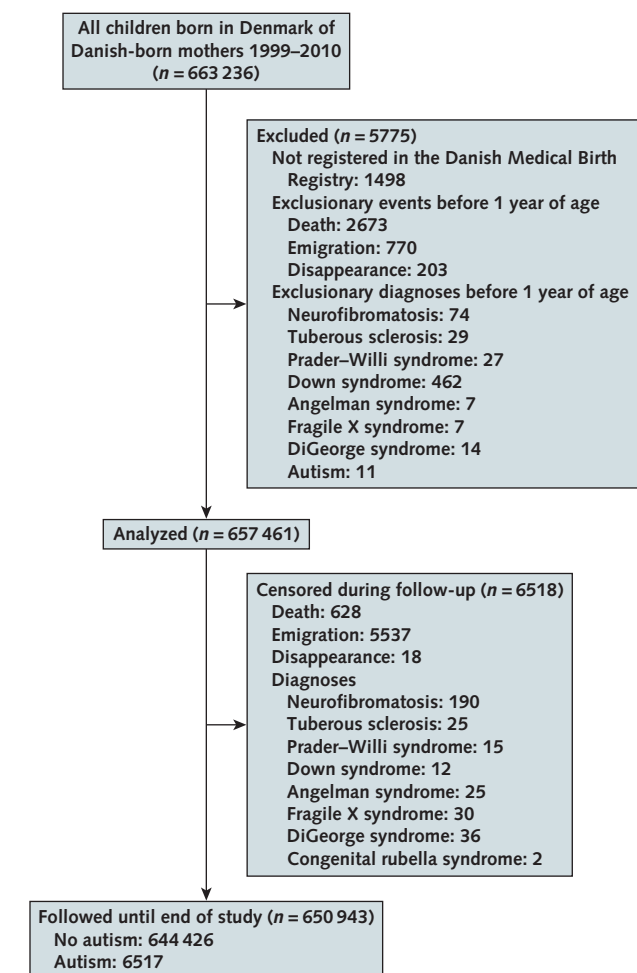 All children born in Denmark of
Danish-born mothers 1999–2010
(n = 663 236)
Excluded (n = 5775)
Not registered in the Danish Medical Birth
Registry: 1498
Exclusionary events before 1 year of age
Death: 2673
Emigration: 770
Disappearance: 203
Exclusionary diagnoses before 1 year of age
Neurofibromatosis: 74
Tuberous sclerosis: 29
Prader–Willi syndrome: 27
Down syndrome: 462
Angelman syndrome: 7
Fragile X syndrome: 7
DiGeorge syndrome: 14
Autism: 11
Analyzed (n = 657 461)
Censored during follow-up (n = 6518)
Death: 628
Emigration: 5537
Disappearance: 18
Diagnoses
Neurofibromatosis: 190
Tuberous sclerosis: 25
Prader–Willi syndrome: 15
Down syndrome: 12
Angelman syndrome: 25
Fragile X syndrome: 30
DiGeorge syndrome: 36
Congenital rubella syndrome: 2
Followed until end of study (n = 650 943)
No autism: 644 426
Autism: 6517